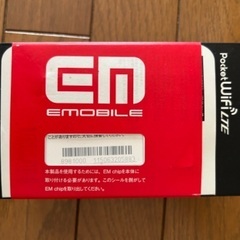 EM
EMOBILE
本製品を使用するためには、EM chipを本体に
取り付ける必要があります。このシールを剥がして
EM chipを取り出してください。
Pocket WiFi LTE